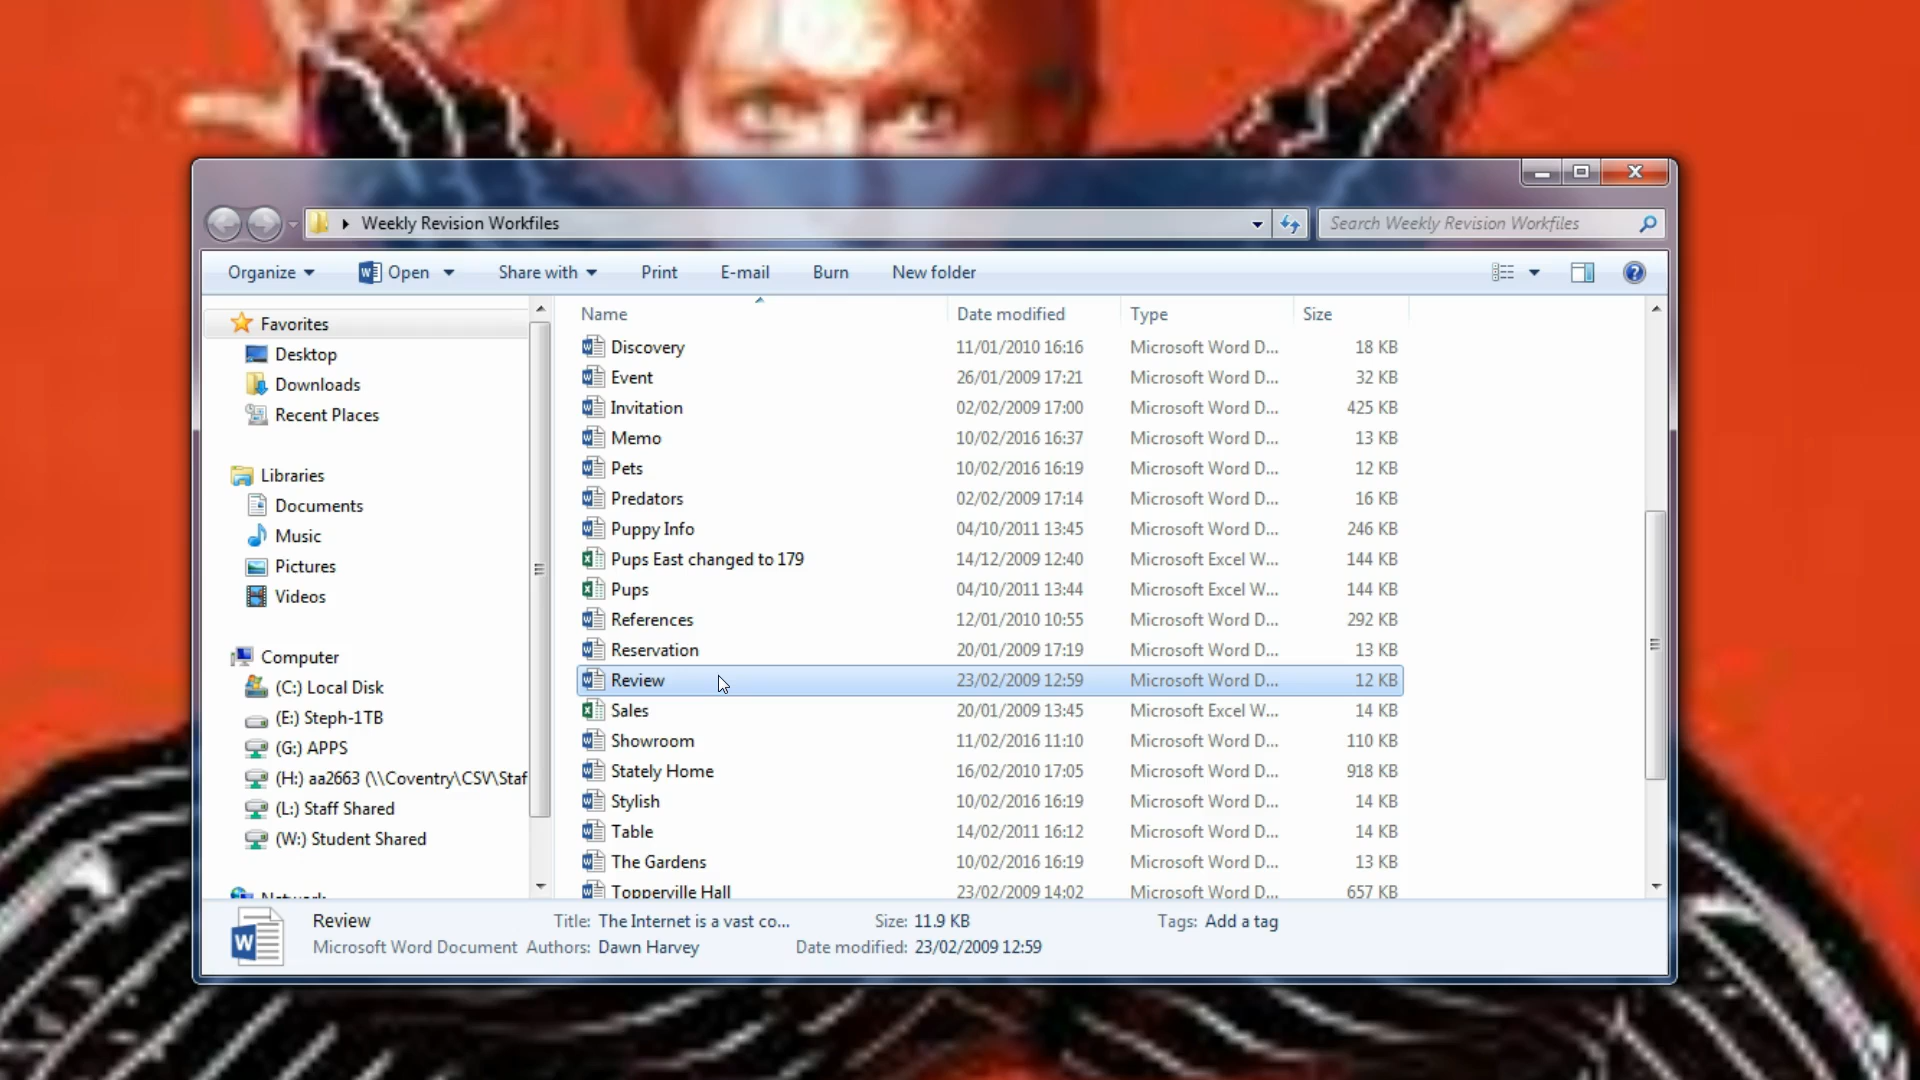 Weekly Revision Workfiles
Search Weekly Revision Workfiles
Organize Open Share with Print E-mail Burn New folder
Favorites
Desktop
Downloads
Recent Places
Libraries
Documents
Music
Pictures
Videos
Computer
(C:) Local Disk
(E:) Steph-1TB
(G:) APPS
(H:) aa2663 (\\Coventry\CSV\Staf
(L:) Staff Shared
(W:) Student Shared
Network
Name Date modified Type Size
Discovery 11/01/2010 16:16 Microsoft Word D... 18 KB
Event 26/01/2009 17:21 Microsoft Word D... 32 KB
Invitation 02/02/2009 17:00 Microsoft Word D... 425 KB
Memo 10/02/2016 16:37 Microsoft Word D... 13 KB
Pets 10/02/2016 16:19 Microsoft Word D... 12 KB
Predators 02/02/2009 17:14 Microsoft Word D... 16 KB
Puppy Info 04/10/2011 13:45 Microsoft Word D... 246 KB
Pups East changed to 179 14/12/2009 12:40 Microsoft Excel W... 144 KB
Pups 04/10/2011 13:44 Microsoft Excel W... 144 KB
References 12/01/2010 10:55 Microsoft Word D... 292 KB
Reservation 20/01/2009 17:19 Microsoft Word D... 13 KB
Review 23/02/2009 12:59 Microsoft Word D... 12 KB
Sales 20/01/2009 13:45 Microsoft Excel W... 14 KB
Showroom 11/02/2016 11:10 Microsoft Word D... 110 KB
Stately Home 16/02/2010 17:05 Microsoft Word D... 918 KB
Stylish 10/02/2016 16:19 Microsoft Word D... 14 KB
Table 14/02/2011 16:12 Microsoft Word D... 14 KB
The Gardens 10/02/2016 16:19 Microsoft Word D... 13 KB
Topperville Hall 23/02/2009 14:02 Microsoft Word D... 657 KB
Review Title: The Internet is a vast co... Size: 11.9 KB Tags: Add a tag
Microsoft Word Document Authors: Dawn Harvey Date modified: 23/02/2009 12:59